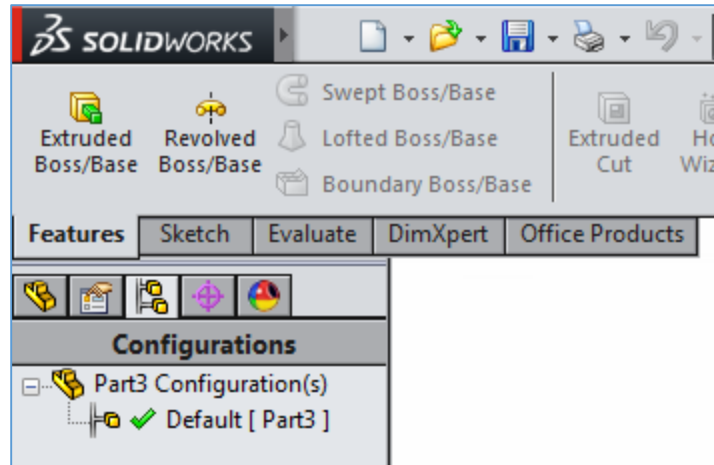 SOLIDWORKS
Swept Boss/Base
Extruded Boss/Base
Revolved Boss/Base
Lofted Boss/Base
Extruded Cut
Boundary Boss/Base
Features Sketch Evaluate DimXpert Office Products
Configurations
Part3 Configuration(s)
Default [ Part3 ]